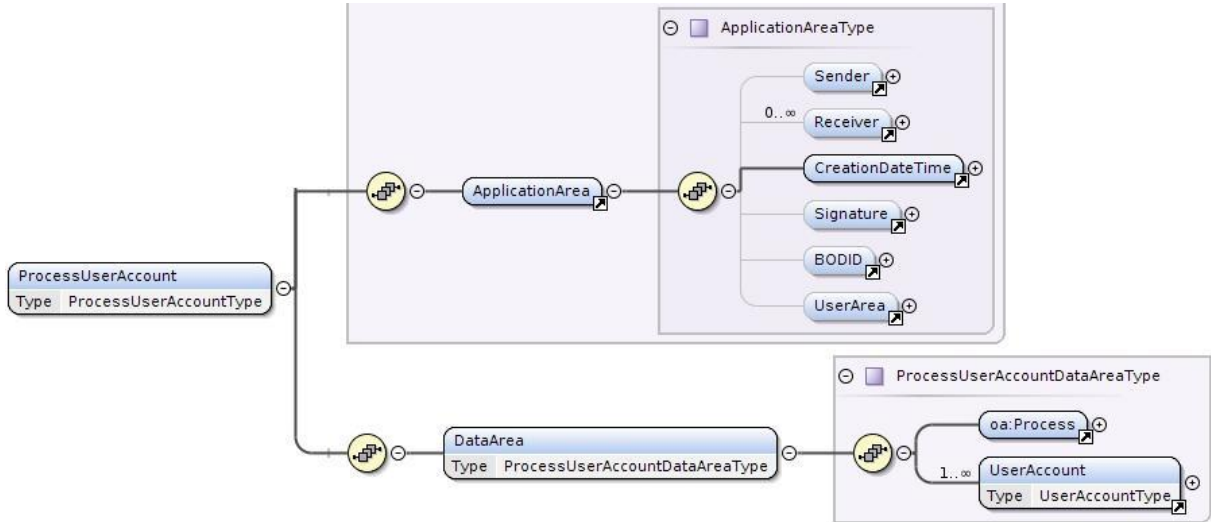 ApplicationAreaType
Sender
0..∞
Receiver
CreationDateTime
ApplicationArea
Signature
BODID
UserArea
ProcessUserAccount
Type ProcessUserAccountType
ProcessUserAccountDataAreaType
oa:Process
DataArea
Type ProcessUserAccountDataAreaType
1..∞
UserAccount
Type UserAccountType